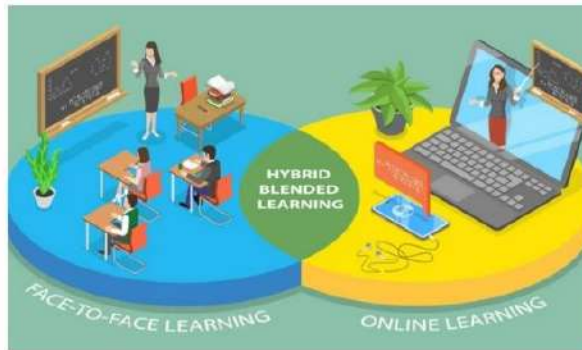 HYBRID
BLENDED
LEARNING
FACE-TO-FACE LEARNING
ONLINE LEARNING